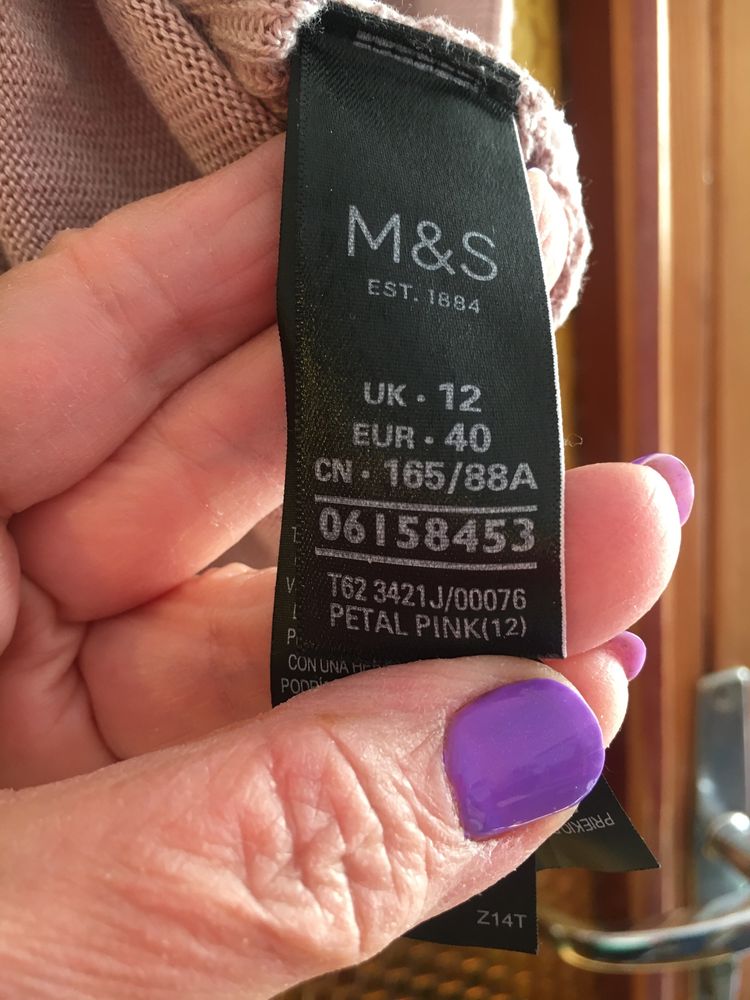 M&S
EST. 1884
UK · 12
EUR · 40
CN · 165/88A
06158453
T62 3421J/00076
PETAL PINK(12)
CON UNA
Z14T